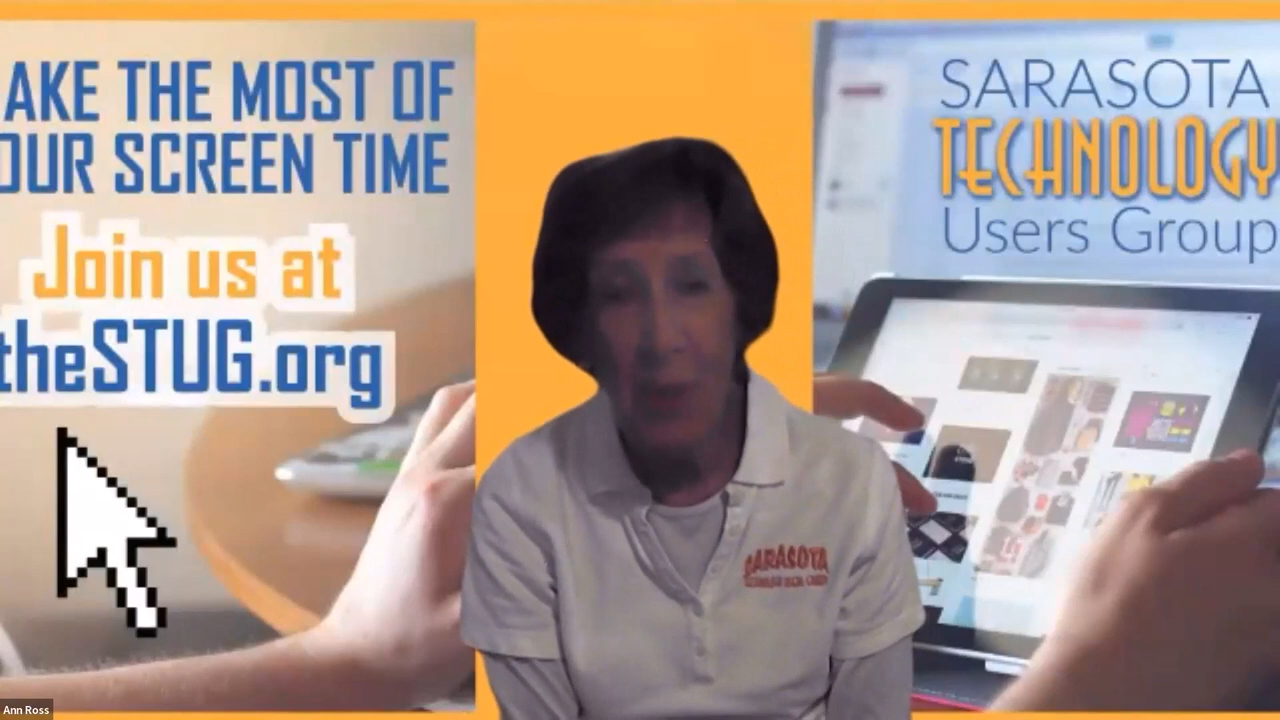 AKE THE MOST OF
OUR SCREEN TIME
Join us at
theSTUG.org
SARASOTA
TECHNOLOGY
Users Group
SARASOTA
Ann Ross